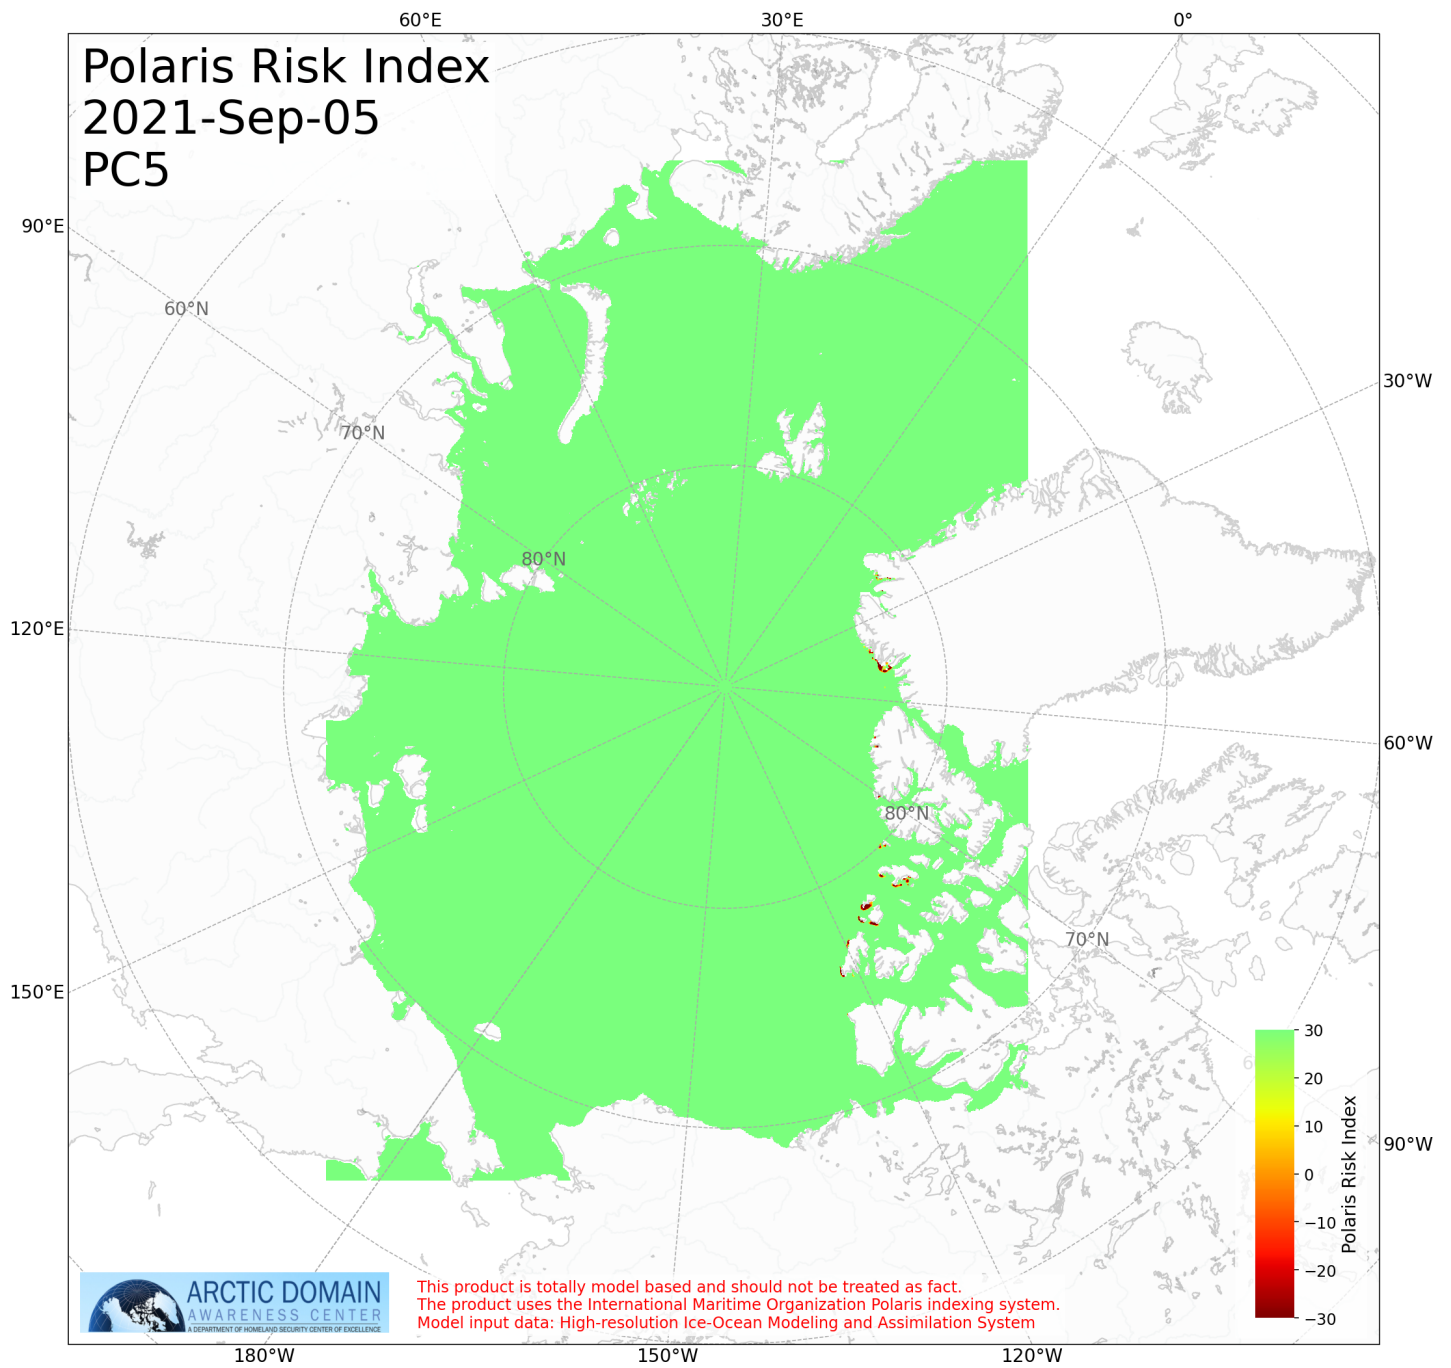 60°E
30°E
0°
Polaris Risk Index
2021-Sep-05
PC5
90°E
60°N
30°W
70°N
80°N
120°E
60°W
80°N
70°N
150°E
30
20
10
0
−10
−20
−30
Polaris Risk Index
90°W
ARCTIC DOMAIN
AWARENESS CENTER
A DEPARTMENT OF HOMELAND SECURITY CENTER OF EXCELLENCE
This product is totally model based and should not be treated as fact.
The product uses the International Maritime Organization Polaris indexing system.
Model input data: High-resolution Ice-Ocean Modeling and Assimilation System
180°W
150°W
120°W